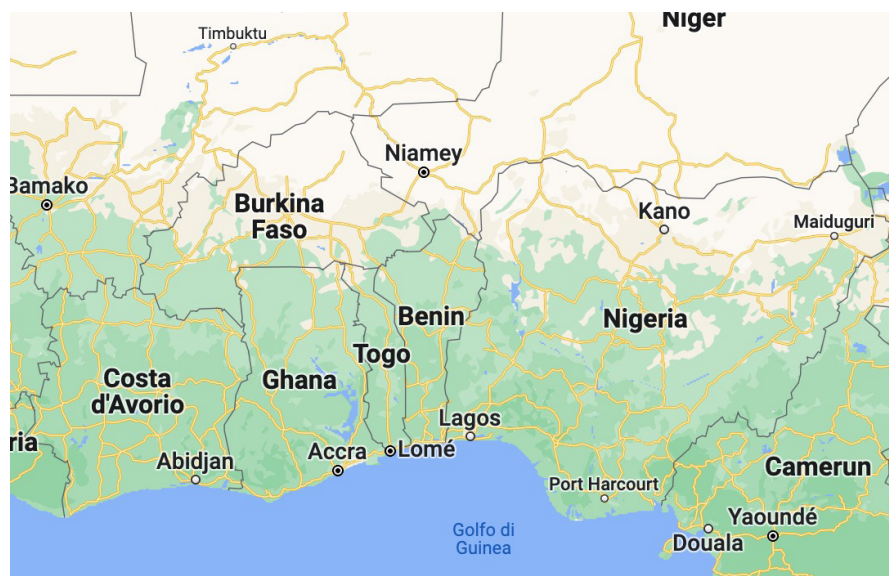 Niger
Timbuktu
Niamey
Bamako
Burkina
Faso
Kano
Maiduguri
Benin
Nigeria
Togo
Costa
d'Avorio
Ghana
Lagos
ria
Accra
Lomé
Abidjan
Camerun
Port Harcourt
Golfo di
Guinea
Yaoundé
Douala